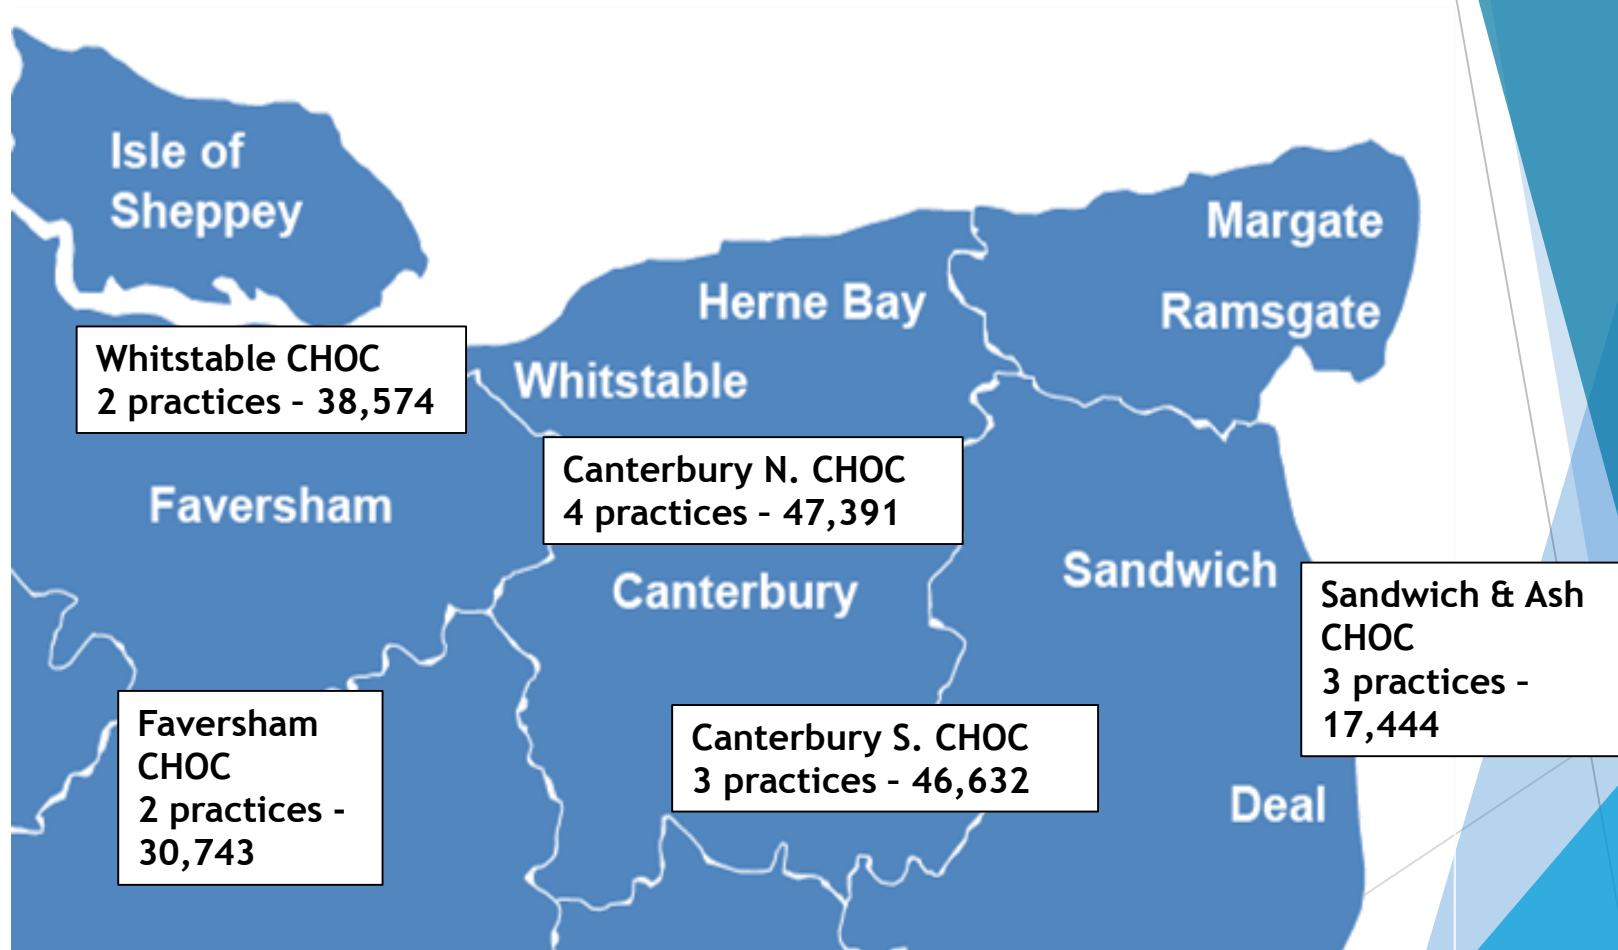 Isle of
Sheppey
Margate
Herne Bay
Ramsgate
Whitstable CHOC
2 practices – 38,574
Whitstable
Canterbury N. CHOC
4 practices – 47,391
Faversham
Canterbury
Sandwich
Sandwich & Ash
CHOC
3 practices –
17,444
Faversham
CHOC
2 practices -
30,743
Canterbury S. CHOC
3 practices – 46,632
Deal